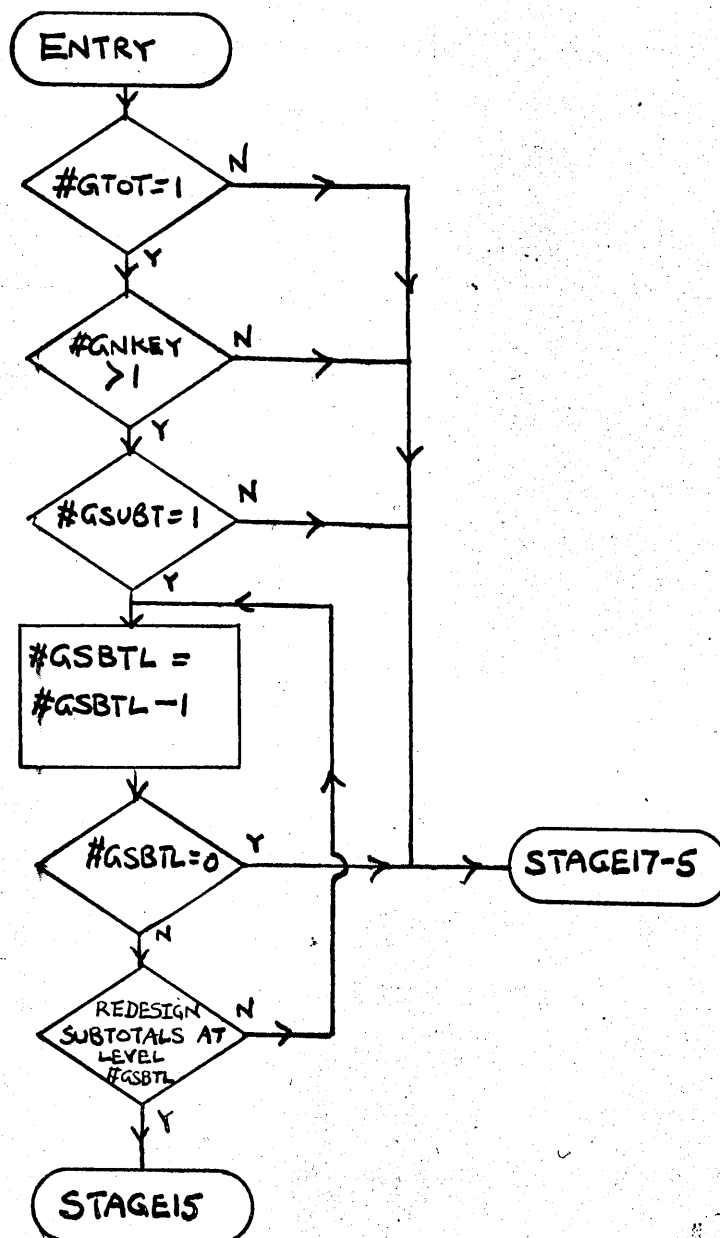 ENTRY
#GTOT=1
N
Y
#GNKEY
>1
N
Y
#GSUBT=1
N
Y
#GSBTL =
#GSBTL-1
#GSBTL=0
Y
STAGE17-5
N
REDESIGN
SUBTOTALS AT
LEVEL
#GSBTL
N
Y
STAGE15